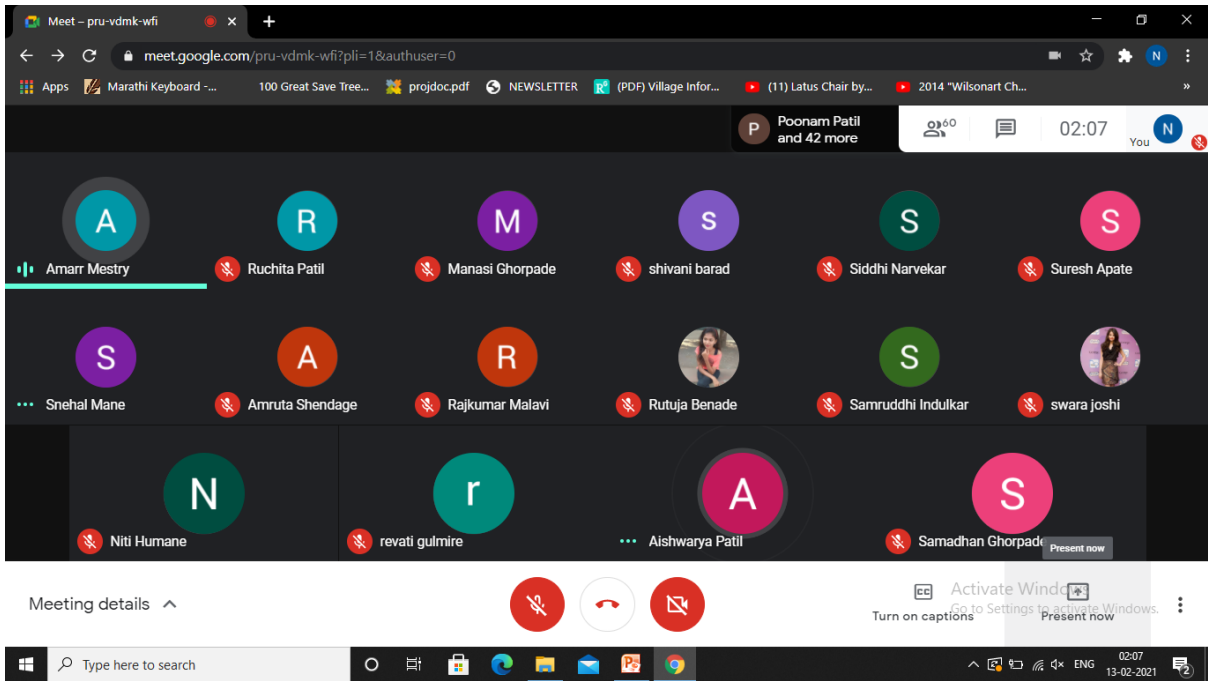 Meet – pru-vdmk-wfi
meet.google.com/pru-vdmk-wfi?pli=1&authuser=0
N
Apps Marathi Keyboard -... 100 Great Save Tree... projdoc.pdf NEWSLETTER (PDF) Village Infor... (11) Latus Chair by... 2014 "Wilsonart Ch... »
P Poonam Patil
and 42 more
60
02:07
You N
A R M s S S
Amarr Mestry Ruchita Patil Manasi Ghorpade shivani barad Siddhi Narvekar Suresh Apate
S A R S
Snehal Mane Amruta Shendage Rajkumar Malavi Rutuja Benade Samruddhi Indulkar swara joshi
N r A S
Niti Humane revati gulmire Aishwarya Patil Samadhan Ghorpade
Present now
Meeting details
CC
Turn on captions
Present now
Activate Windows
Go to Settings to activate Windows.
Type here to search
ENG
02:07
13-02-2021
2